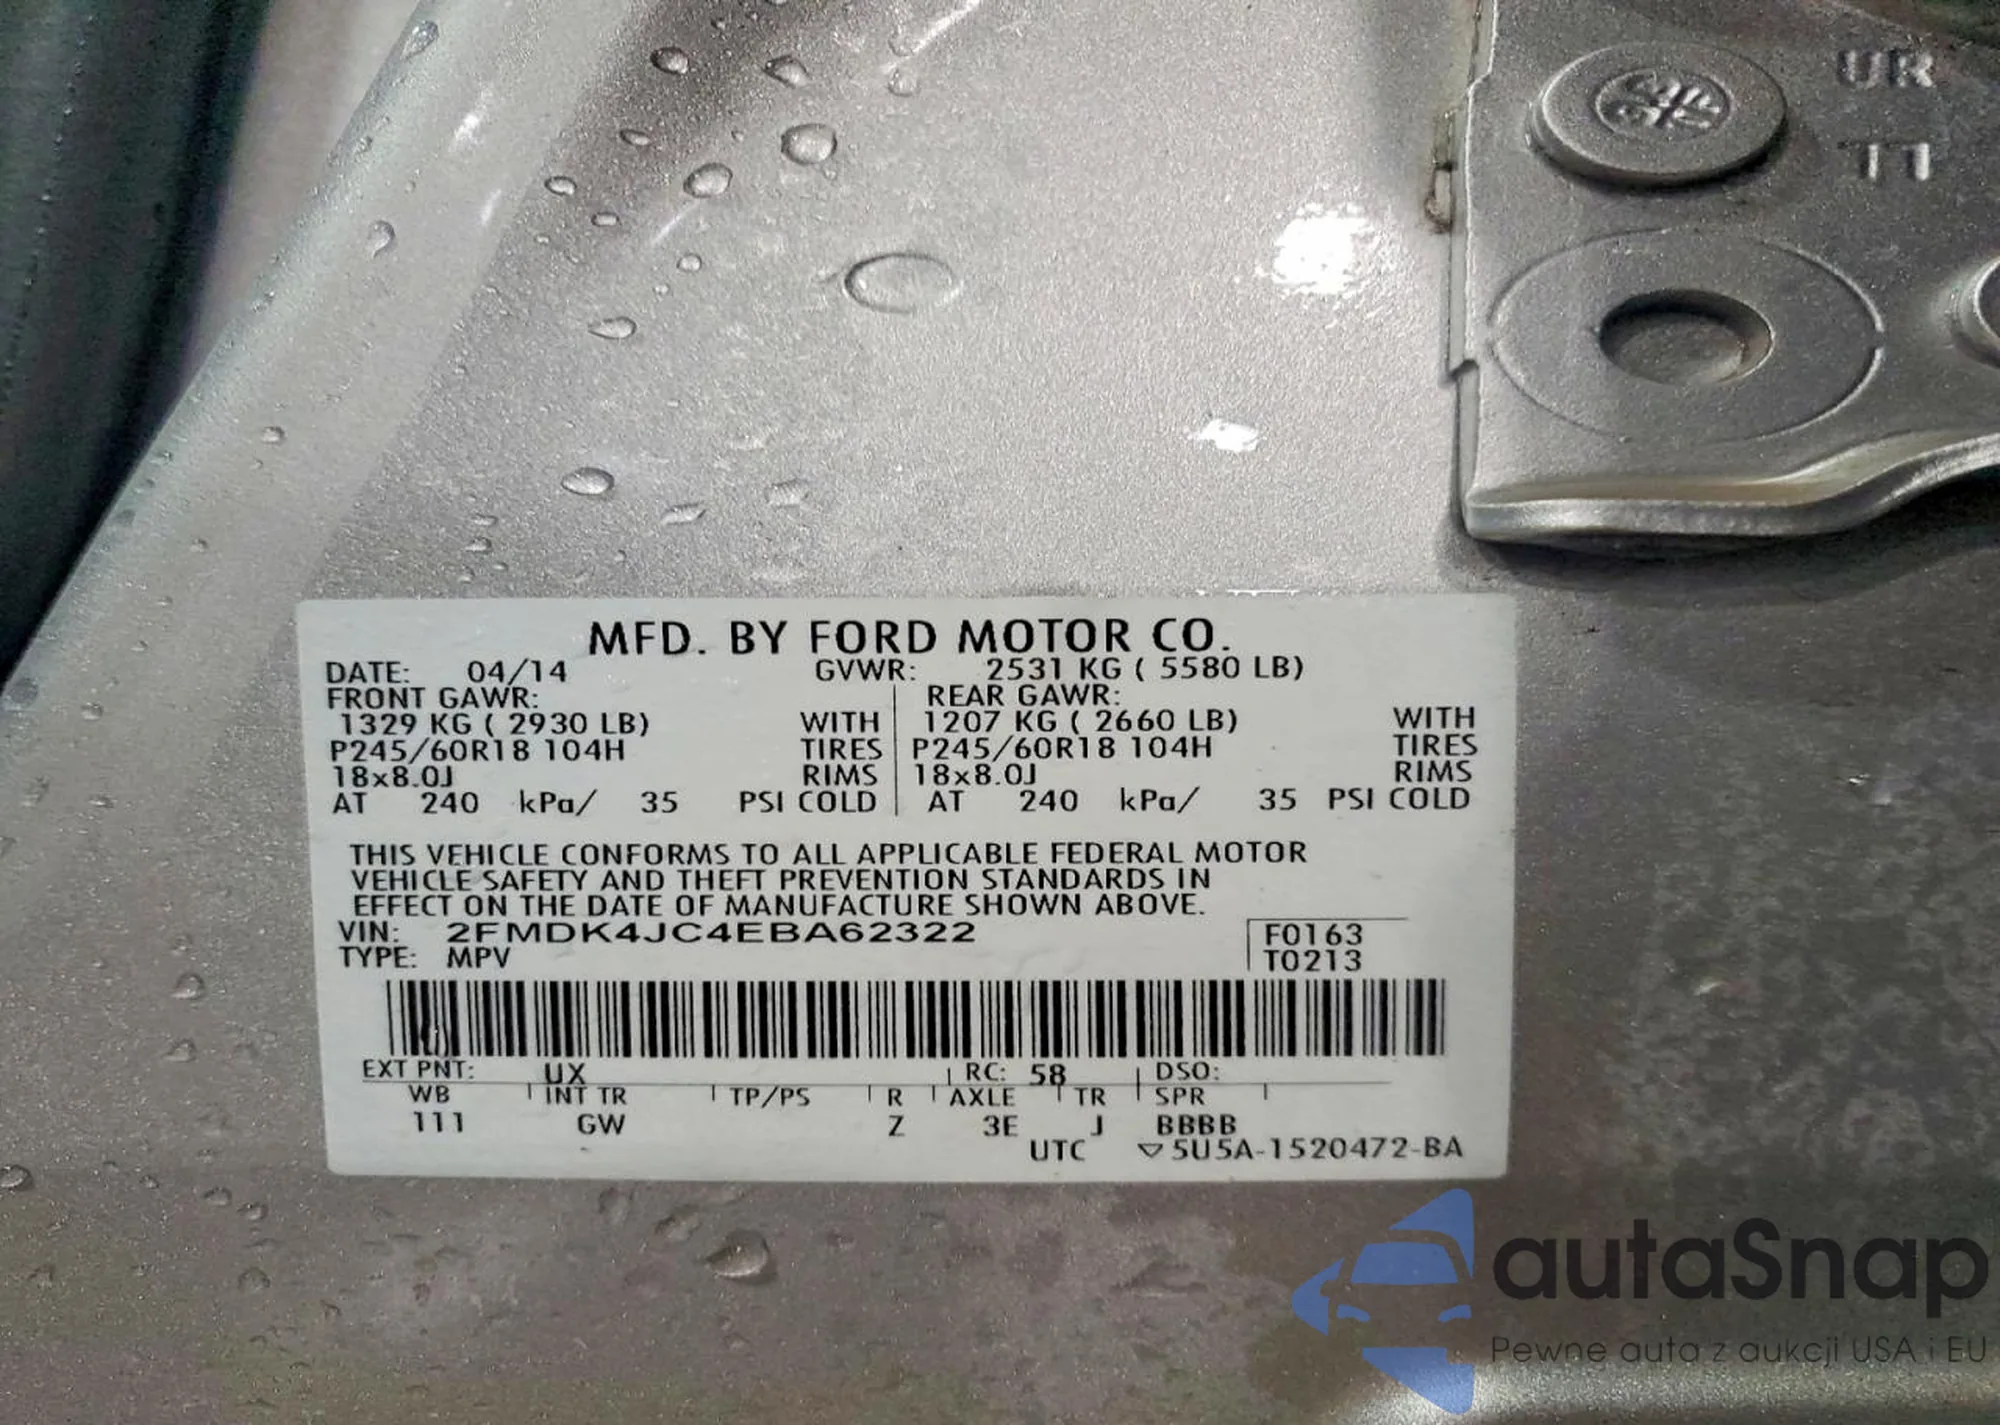 UR
T1
MFD. BY FORD MOTOR CO.
DATE: 04/14 GVWR: 2531 KG ( 5580 LB)
FRONT GAWR: REAR GAWR:
1329 KG ( 2930 LB) WITH 1207 KG ( 2660 LB) WITH
P245/60R18 104H TIRES P245/60R18 104H TIRES
18x8.0J RIMS 18x8.0J RIMS
AT 240 kPa/ 35 PSI COLD AT 240 kPa/ 35 PSI COLD
THIS VEHICLE CONFORMS TO ALL APPLICABLE FEDERAL MOTOR
VEHICLE SAFETY AND THEFT PREVENTION STANDARDS IN
EFFECT ON THE DATE OF MANUFACTURE SHOWN ABOVE.
VIN: 2FMDK4JC4EBA62322 F0163
TYPE: MPV T0213
EXT PNT: UX RC: 58 DSO:
WB INT TR TP/PS R AXLE TR SPR
111 GW Z 3E J BBBB
UTC 5U5A-1520472-BA
autaSnap
Pewne auta z aukcji USA i EU